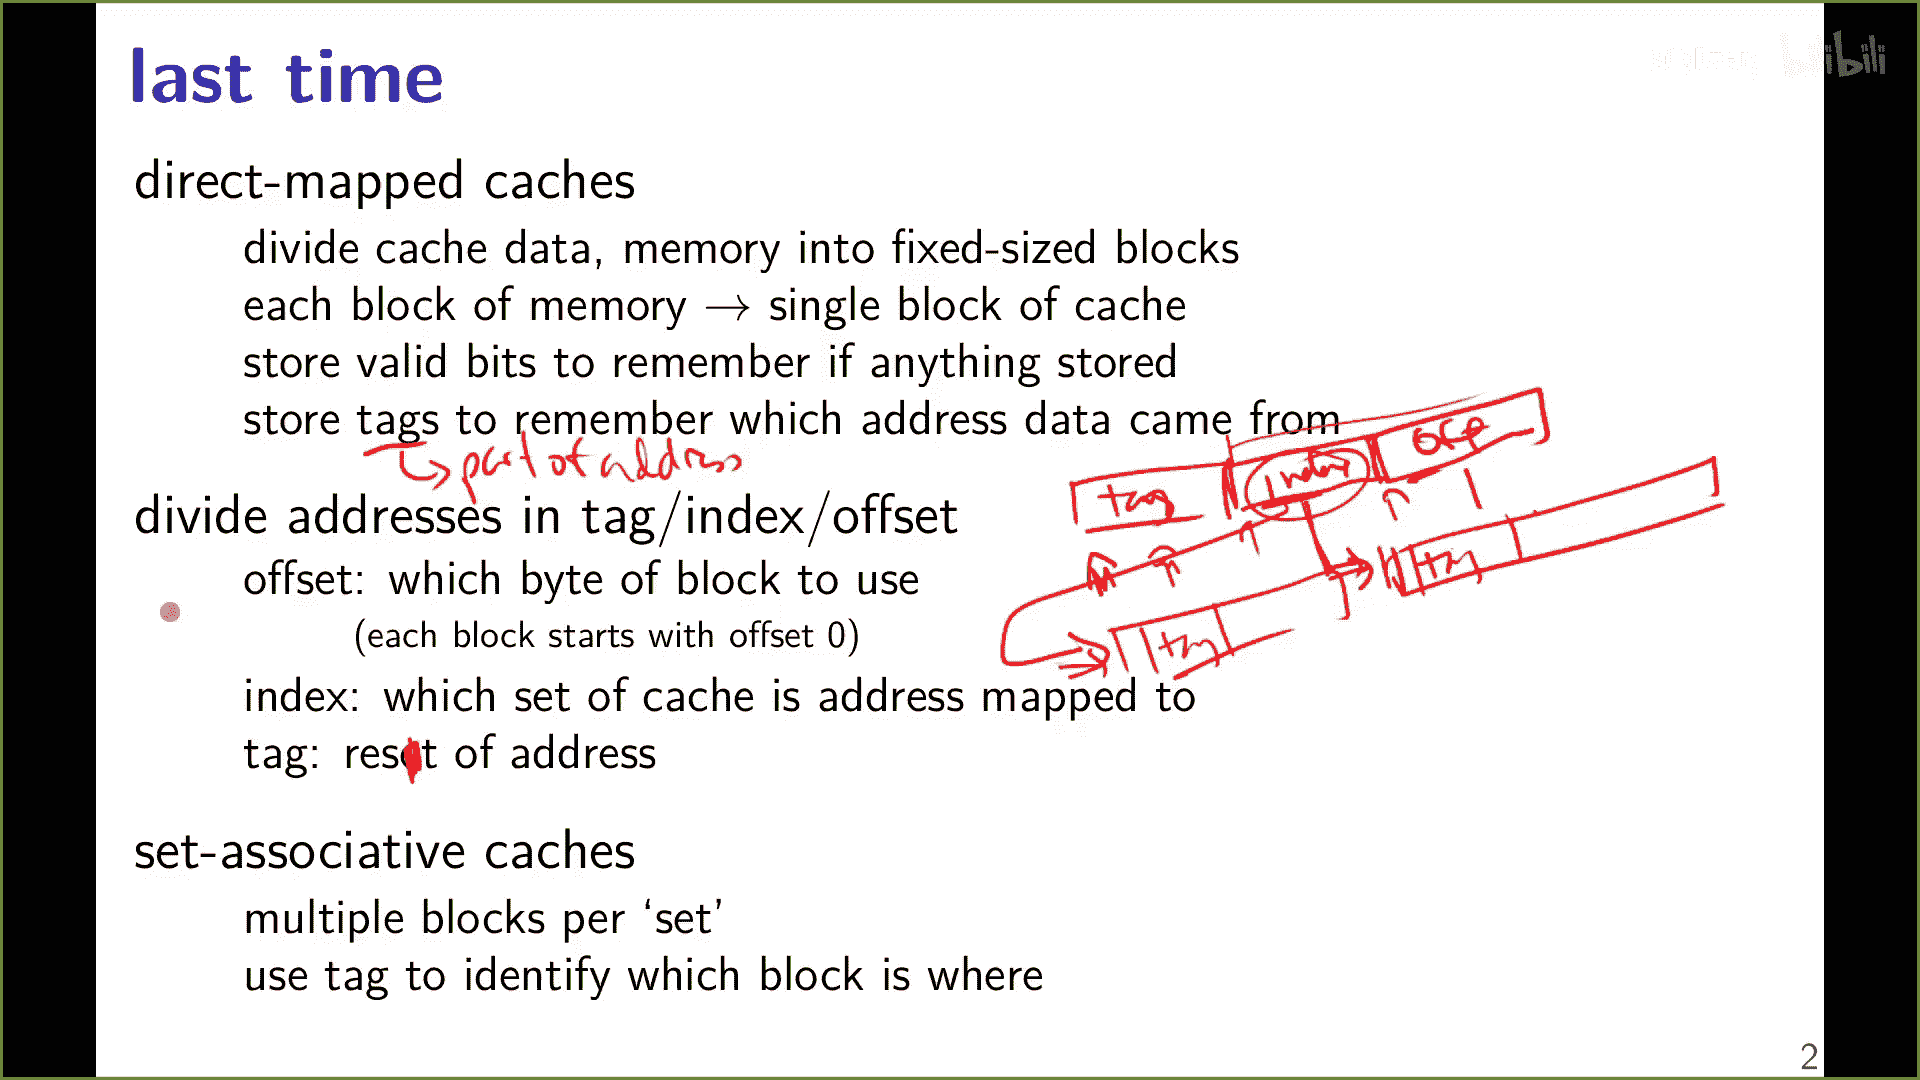 last time
bilibili
direct-mapped caches
divide cache data, memory into fixed-sized blocks
each block of memory → single block of cache
store valid bits to remember if anything stored
store tags to remember which address data came from
part of address
tag index off
divide addresses in tag/index/offset
tag
offset: which byte of block to use
(each block starts with offset 0)
tag
index: which set of cache is address mapped to
tag: reset of address
set-associative caches
multiple blocks per ‘set’
use tag to identify which block is where
2